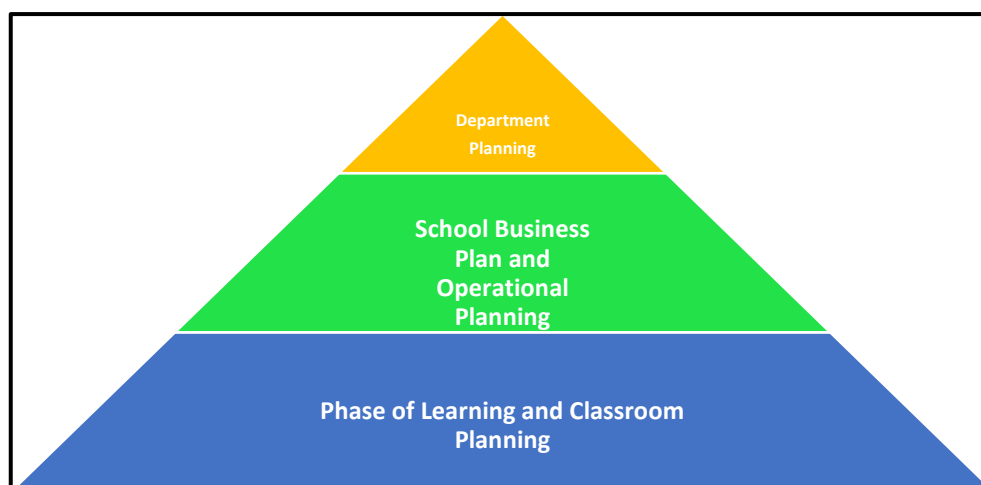 Department
Planning
School Business
Plan and
Operational
Planning
Phase of Learning and Classroom
Planning